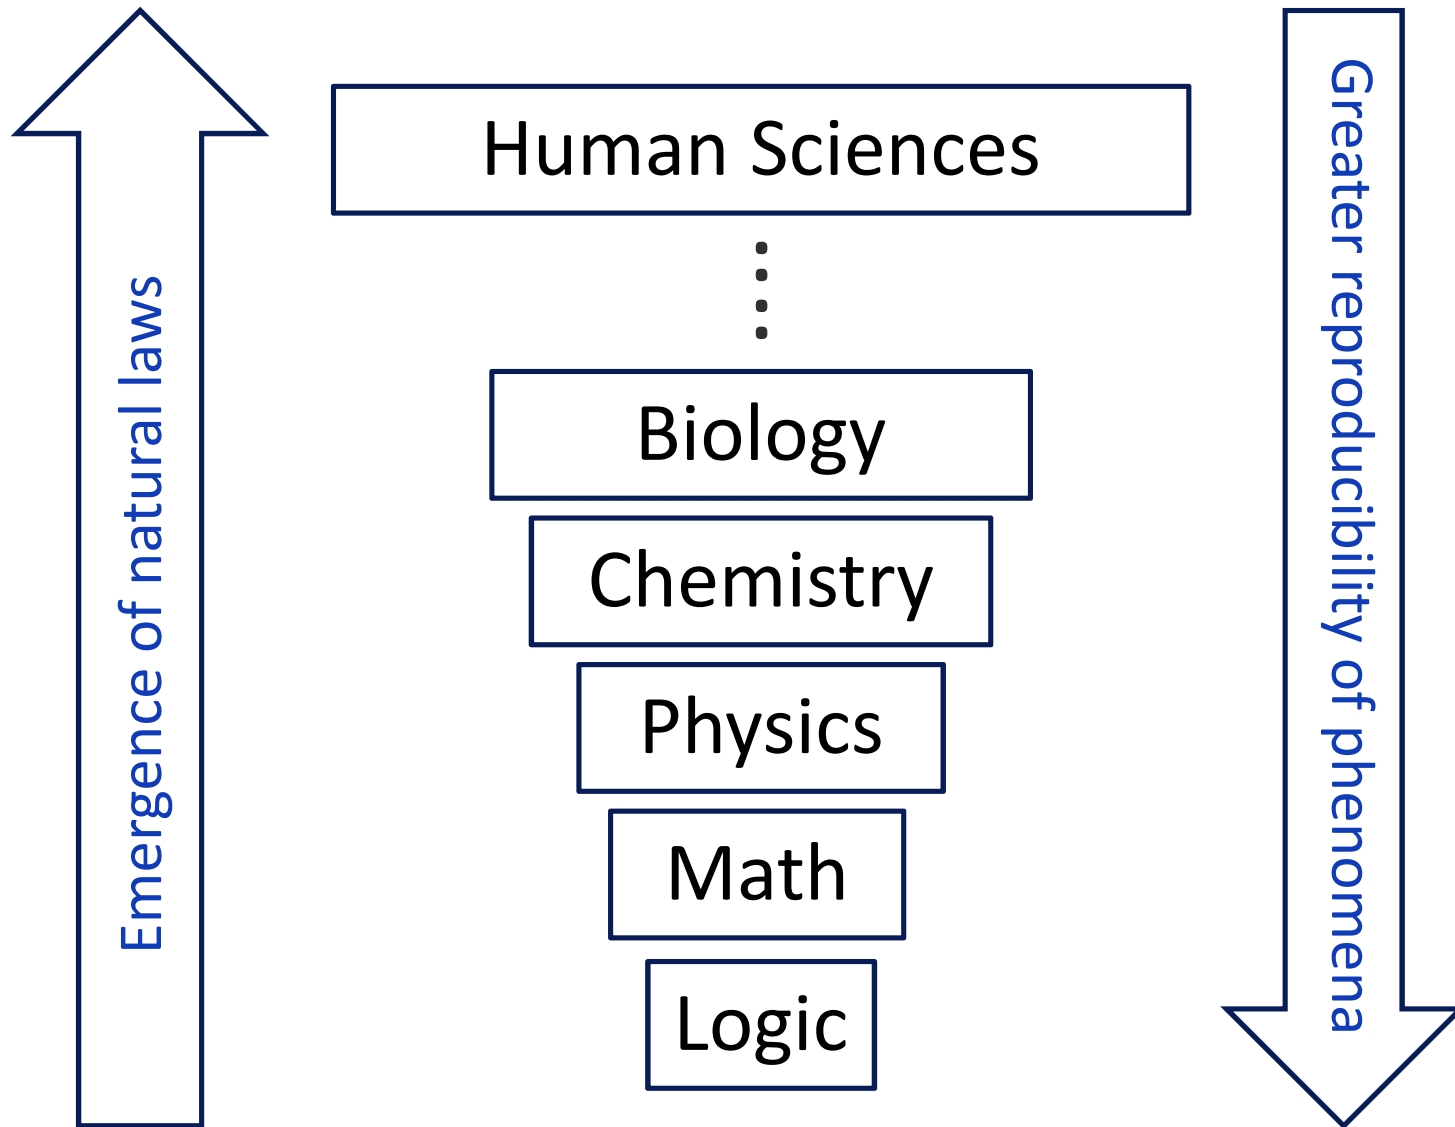 Emergence of natural laws
Human Sciences
Biology
Chemistry
Physics
Math
Logic
Greater reproducibility of phenomena